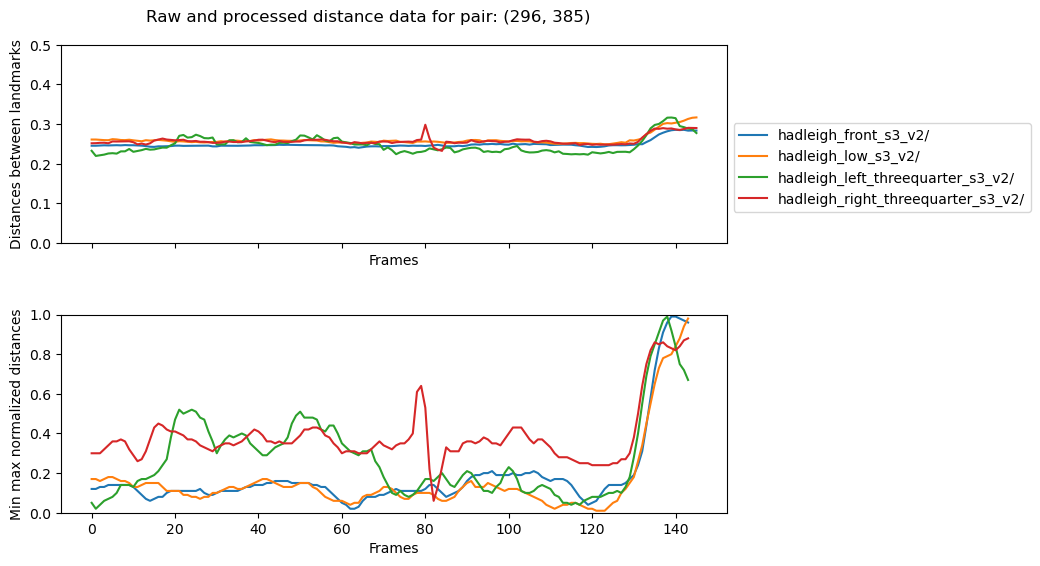 Raw and processed distance data for pair: (296, 385)
Distances between landmarks
0.5
0.4
0.3
0.2
0.1
0.0
Frames
hadleigh_front_s3_v2/
hadleigh_low_s3_v2/
hadleigh_left_threequarter_s3_v2/
hadleigh_right_threequarter_s3_v2/
Min max normalized distances
1.0
0.8
0.6
0.4
0.2
0.0
0 20 40 60 80 100 120 140
Frames